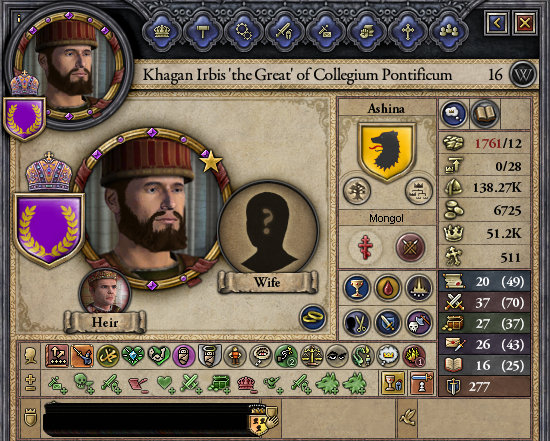 i
Khagan Irbis 'the Great' of Collegium Pontificum 16 W
Ashina
1761/12
0/28
138.27K
Mongol
6725
?
51.2K
Wife
511
Heir
20 (49)
37 (70)
27 (37)
26 (43)
16 (25)
277